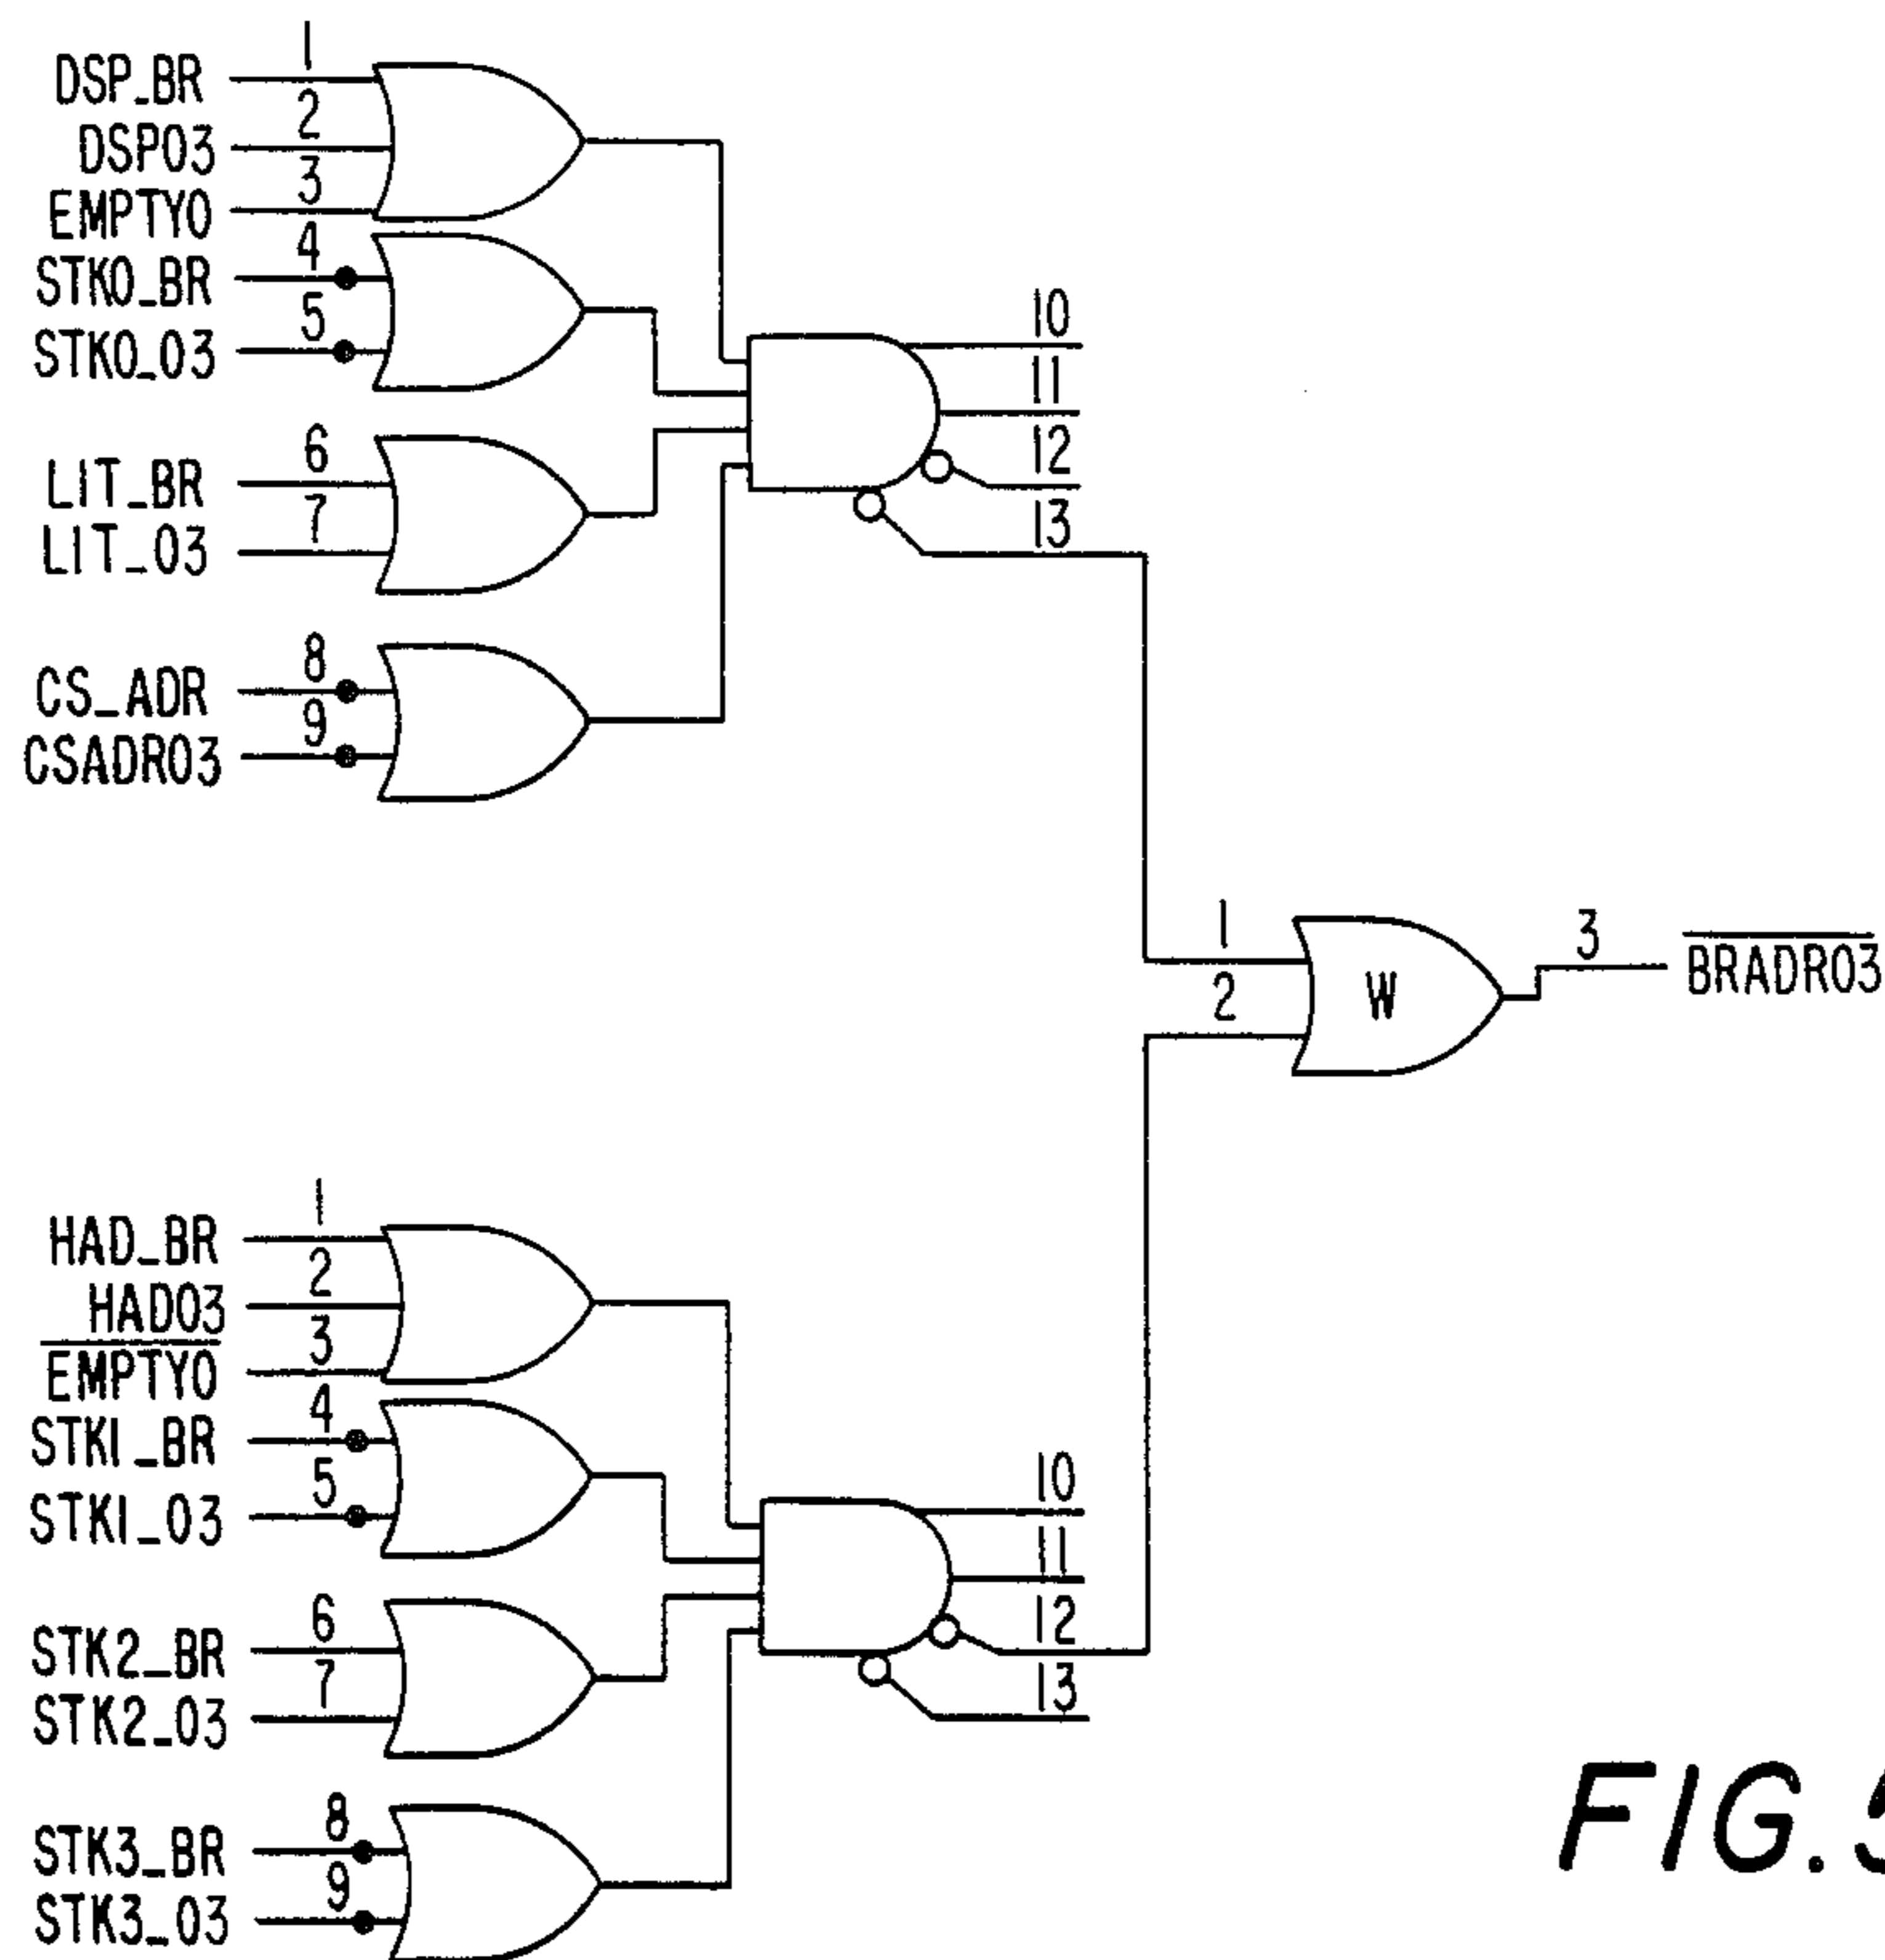 1
DSP_BR
2
DSP03
3
EMPTY0
4
STK0_BR
5
STK0_03
6
LIT_BR
7
LIT_03
8
CS_ADR
9
CSADR03
10
11
12
13
1
2
W
3
BRADR03
1
HAD_BR
2
HAD03
3
EMPTY0
4
STK1_BR
5
STK1_03
6
STK2_BR
7
STK2_03
8
STK3_BR
9
STK3_03
10
11
12
13
FIG.